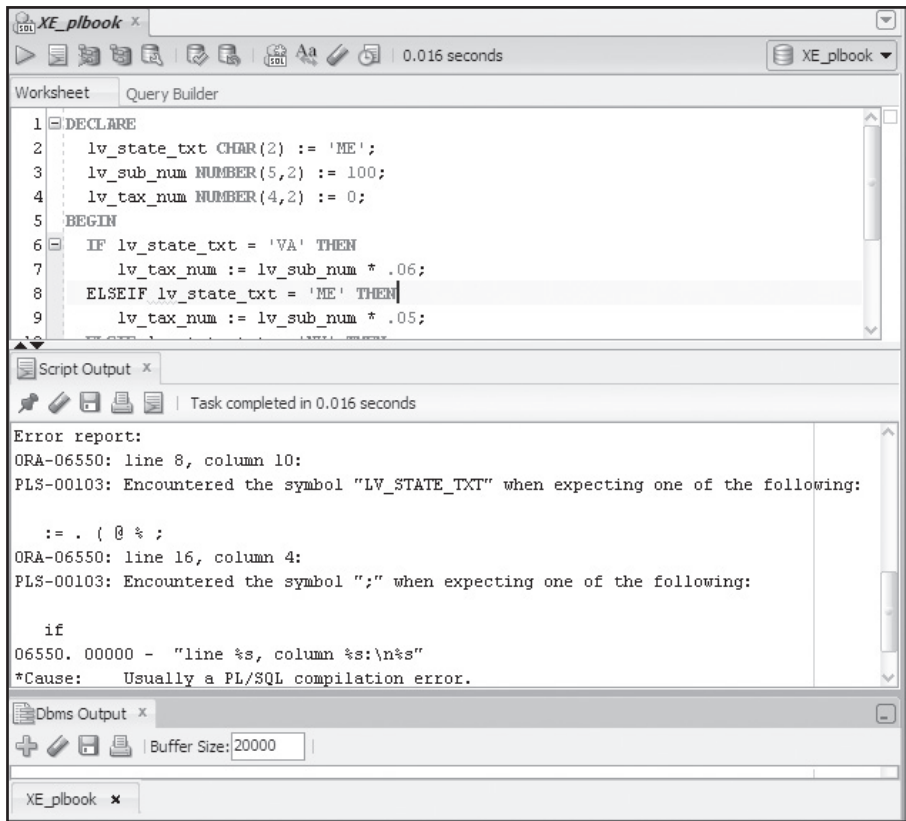 SQL XE_plbook ×
SQL Aa 0.016 seconds XE_plbook
Worksheet Query Builder
1 DECLARE
2 lv_state_txt CHAR(2) := 'ME';
3 lv_sub_num NUMBER(5,2) := 100;
4 lv_tax_num NUMBER(4,2) := 0;
5 BEGIN
6 IF lv_state_txt = 'VA' THEN
7 lv_tax_num := lv_sub_num * .06;
8 ELSEIF lv_state_txt = 'ME' THEN
9 lv_tax_num := lv_sub_num * .05;
Script Output ×
Task completed in 0.016 seconds
Error report:
ORA-06550: line 8, column 10:
PLS-00103: Encountered the symbol "LV_STATE_TXT" when expecting one of the following:
:= . ( @ % ;
ORA-06550: line 16, column 4:
PLS-00103: Encountered the symbol ";" when expecting one of the following:
if
06550. 00000 - "line %s, column %s:\n%s"
*Cause: Usually a PL/SQL compilation error.
Dbms Output ×
Buffer Size: 20000
XE_plbook ×